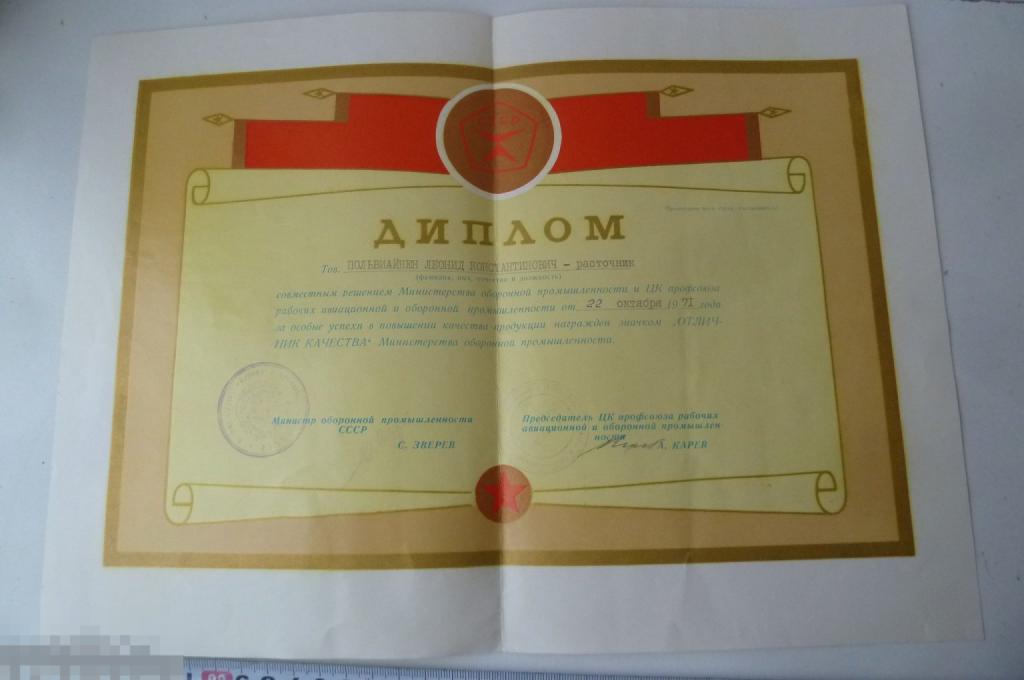 СССР
ДИПЛОМ
Тов. ПОЛЬВИАЙНЕН ЛЕОНИД КОНСТАНТИНОВИЧ – расточник
(фамилия, имя, отчество и должность)
совместным решением Министерства оборонной промышленности и ЦК профсоюза
рабочих авиационной и оборонной промышленности от 22 октября 1971 года
за особые успехи в повышении качества продукции награжден значком „ОТЛИЧ-
НИК КАЧЕСТВА“ Министерства оборонной промышленности.
Министр оборонной промышленности
СССР
С. ЗВЕРЕВ
Председатель ЦК профсоюза рабочих
авиационной и оборонной промышлен-
ности
А. КАРЕВ